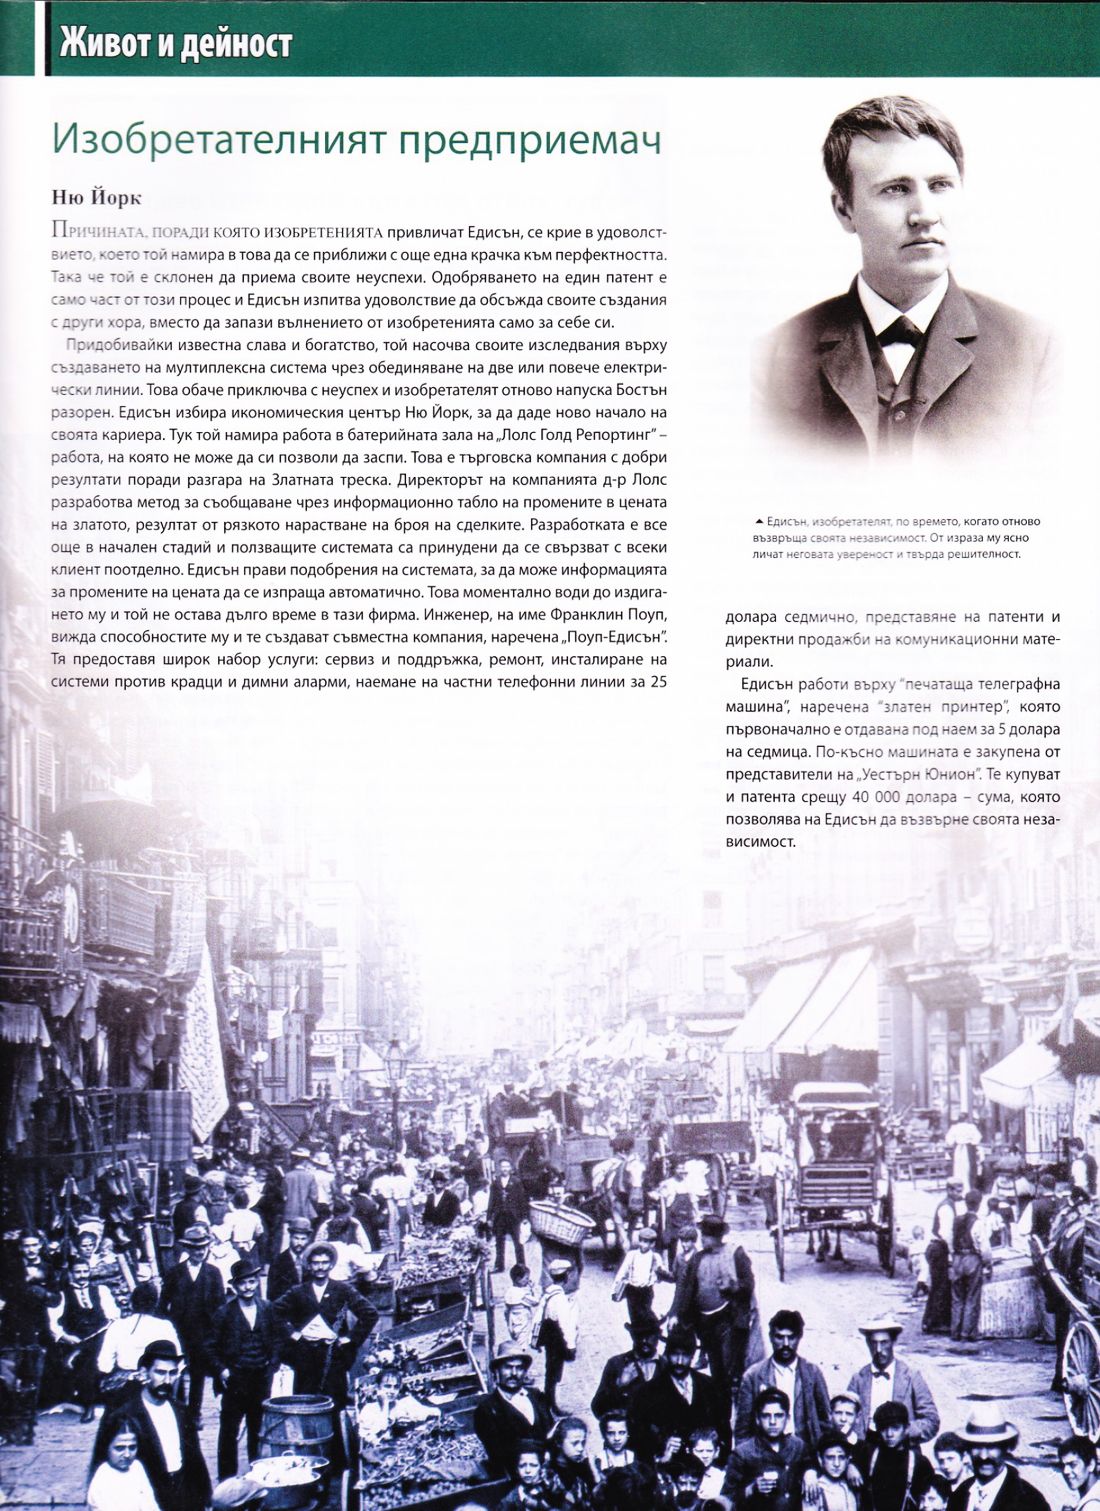 Живот и дейност
Изобретателният предприемач
Ню Йорк
Причината, поради която изобретенията привличат Едисън, се крие в удоволст-
вието, което той намира в това да се приближи с още една крачка към перфектността.
Така че той е склонен да приема своите неуспехи. Одобряването на един патент е
само част от този процес и Едисън изпитва удоволствие да обсъжда своите създания
с други хора, вместо да запази вълнението от изобретенията само за себе си.
Придобивайки известна слава и богатство, той насочва своите изследвания върху
създаването на мултиплексна система чрез обединяване на две или повече електри-
чески линии. Това обаче приключва с неуспех и изобретателят отново напуска Бостън
разорен. Едисън избира икономическия център Ню Йорк, за да даде ново начало на
своята кариера. Тук той намира работа в батерийната зала на „Лолс Голд Репортинг” –
работа, на която не може да си позволи да заспи. Това е търговска компания с добри
резултати поради разгара на Златната треска. Директорът на компанията д-р Лолс
разработва метод за съобщаване чрез информационно табло на промените в цената
на златото, резултат от рязкото нарастване на броя на сделките. Разработката е все
още в начален стадий и ползващите системата са принудени да се свързват с всеки
клиент поотделно. Едисън прави подобрения на системата, за да може информацията
за промените на цената да се изпраща автоматично. Това моментално води до издига-
нето му и той не остава дълго време в тази фирма. Инженер, на име Франклин Поуп,
вижда способностите му и те създават съвместна компания, наречена „Поуп-Едисън”.
Тя предоставя широк набор услуги: сервиз и поддръжка, ремонт, инсталиране на
системи против крадци и димни аларми, наемане на частни телефонни линии за 25
Едисън, изобретателят, по времето, когато отново
възвръща своята независимост. От израза му ясно
личат неговата увереност и твърда решителност.
долара седмично, представяне на патенти и
директни продажби на комуникационни мате-
риали.
Едисън работи върху “печатаща телеграфна
машина”, наречена “златен принтер”, която
първоначално е отдавана под наем за 5 долара
на седмица. По-късно машината е закупена от
представители на „Уестърн Юнион”. Те купуват
и патента срещу 40 000 долара – сума, която
позволява на Едисън да възвърне своята неза-
висимост.